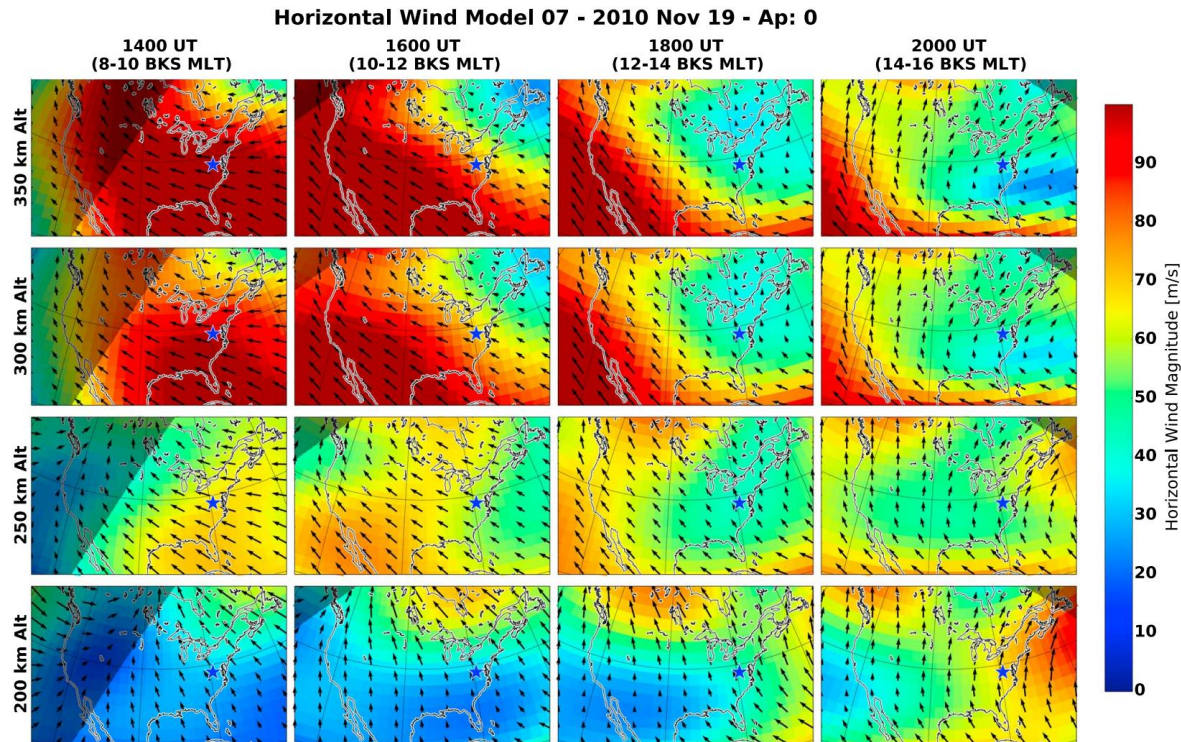 Horizontal Wind Model 07 - 2010 Nov 19 - Ap: 0
1400 UT
(8-10 BKS MLT)
1600 UT
(10-12 BKS MLT)
1800 UT
(12-14 BKS MLT)
2000 UT
(14-16 BKS MLT)
350 km Alt
300 km Alt
250 km Alt
200 km Alt
90
80
70
60
50
40
30
20
10
0
Horizontal Wind Magnitude [m/s]